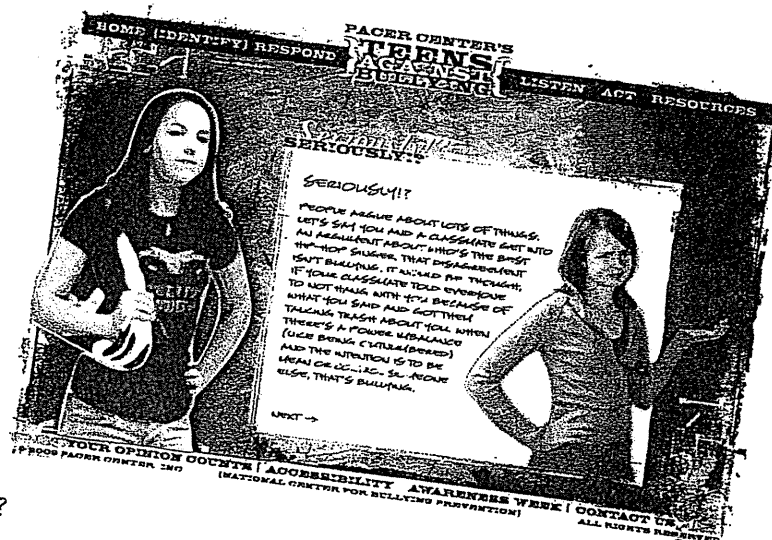 PACER CENTER'S
HOME [IDENTIFY] RESPOND
TEENS
AGAINST
BULLYING
LISTEN ACT RESOURCES
SERIOUSLY!?
SERIOUSLY!?
PEOPLE ARGUE ABOUT LOTS OF THINGS.
LET'S SAY YOU AND A CLASSMATE GET INTO
AN ARGUMENT ABOUT WHO'S THE BEST
HIP-HOP SINGER, THAT DISAGREEMENT
ISN'T BULLYING. IT WOULD BE THOUGH,
IF YOUR CLASSMATE TOLD EVERYONE
TO NOT HANG WITH YOU BECAUSE OF
WHAT YOU SAID AND GOT THEM
TALKING TRASH ABOUT YOU. WHEN
THERE'S A POWER IMBALANCE
(LIKE BEING OUTNUMBERED)
AND THE INTENTION IS TO BE
MEAN OR SOMEONE
ELSE, THAT'S BULLYING.
NEXT →
YOUR OPINION COUNTS | ACCESSIBILITY AWARENESS WEEK | CONTACT US
© 2009 PACER CENTER, INC
[NATIONAL CENTER FOR BULLYING PREVENTION]
ALL RIGHTS RESERVED
?